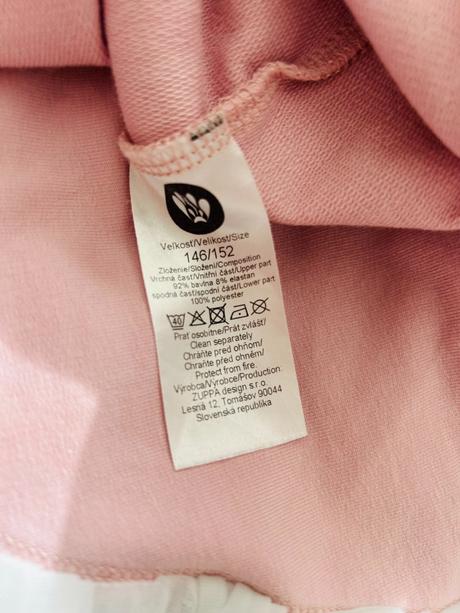 Veľkosť/Velikost/Size
146/152
Zloženie/Složení/Composition
Vrchná časť/Vnitřní část/Upper part
92% bavlna 8% elastan
spodná časť/spodní část/Lower part
100% polyester
40
Prať osobitne/Prát zvlášť/
Clean separately
Chráňte pred ohňom/
Chraňte před ohněm/
Protect from fire.
Výrobca/Výrobce/Production:
ZUPPA design s.r.o.
Lesná 12, Tomášov 90044
Slovenská republika